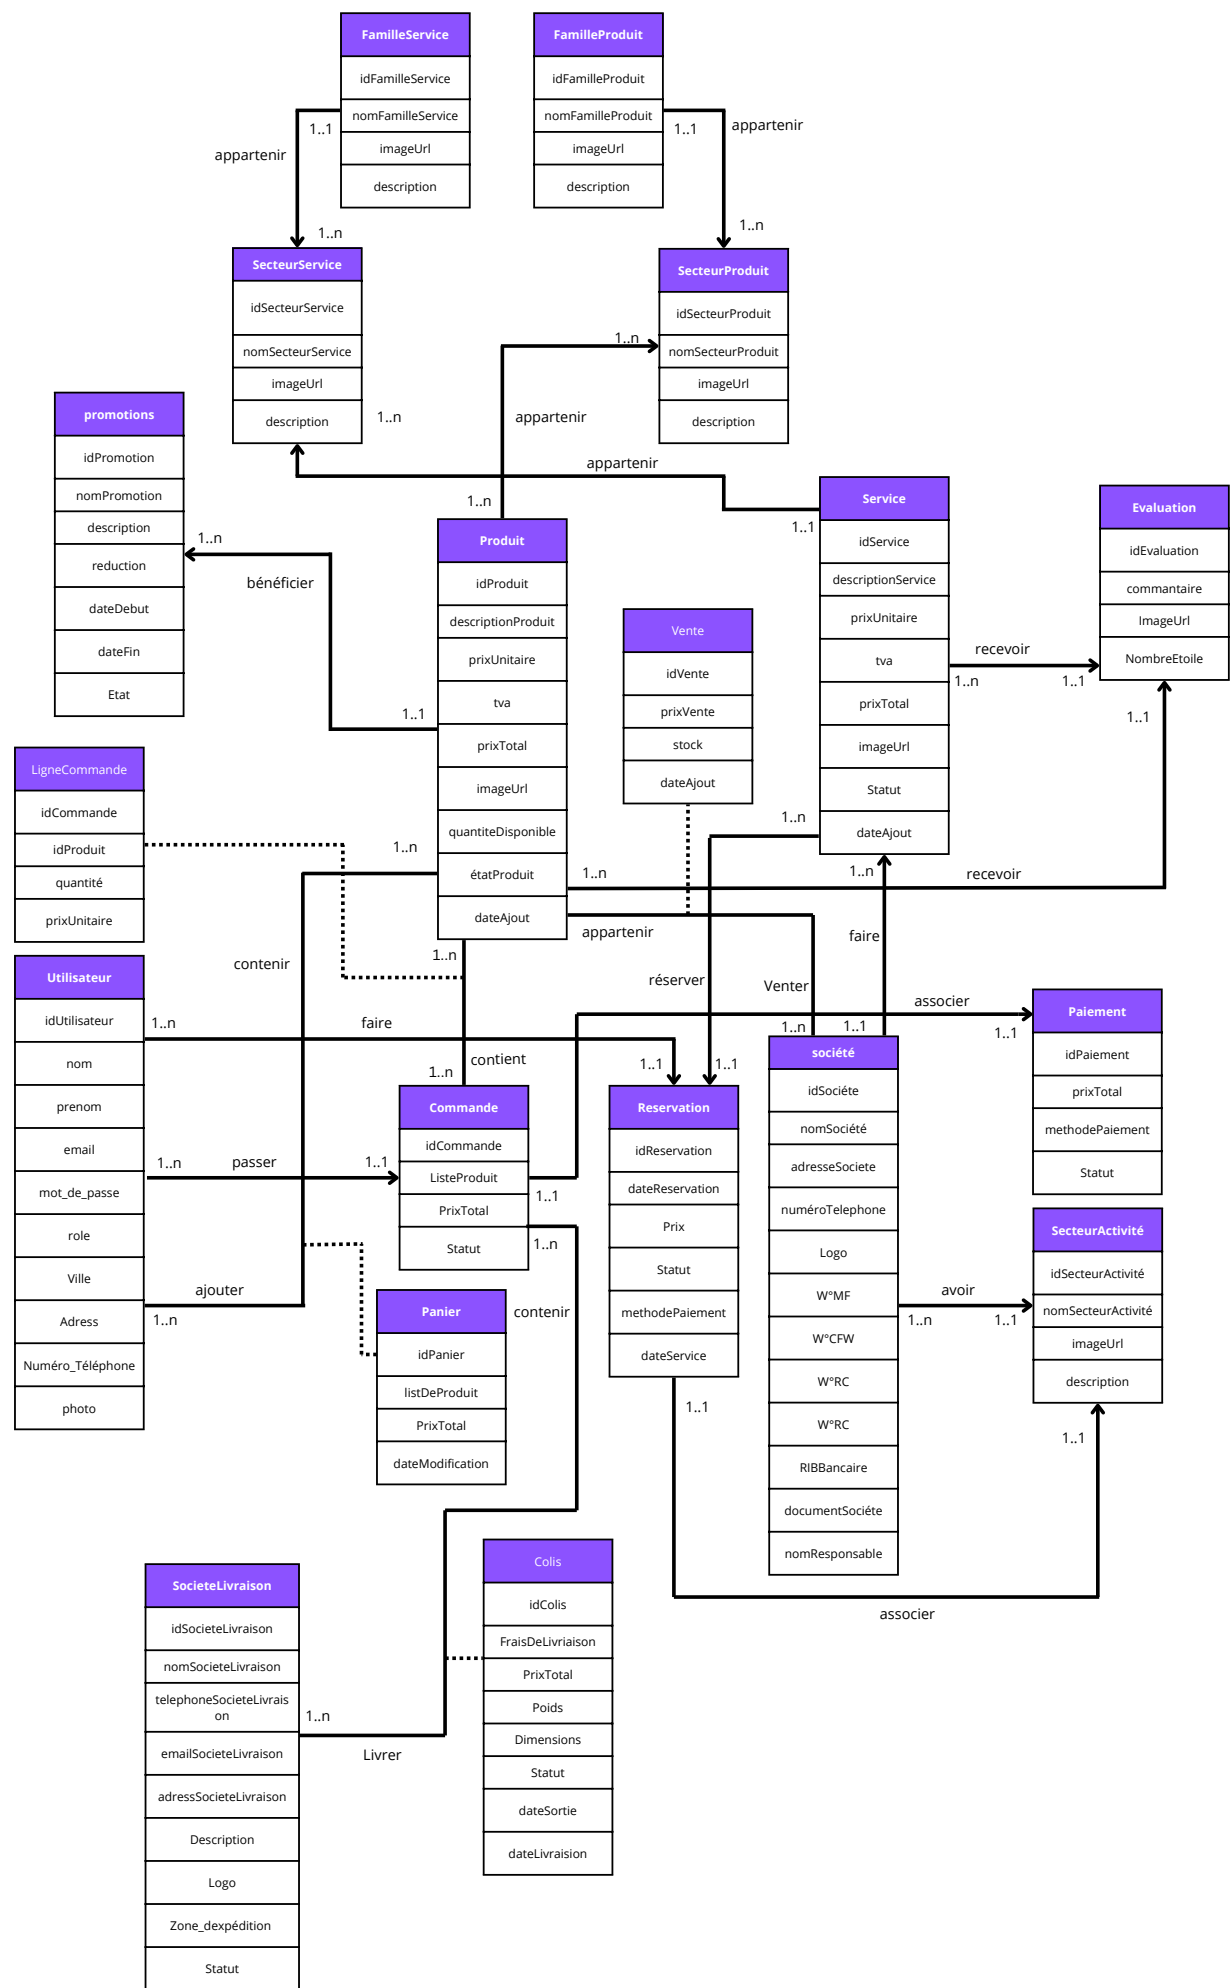 FamilleService
idFamilleService
nomFamilleService
imageUrl
description
FamilleProduit
idFamilleProduit
nomFamilleProduit
imageUrl
description
1..1
appartenir
1..n
1..1
appartenir
1..n
SecteurService
idSecteurService
nomSecteurService
imageUrl
description
1..n
SecteurProduit
idSecteurProduit
nomSecteurProduit
imageUrl
description
1..n
appartenir
1..n
appartenir
1..1
promotions
idPromotion
nomPromotion
description
reduction
dateDebut
dateFin
Etat
1..n
bénéficier
1..1
Produit
idProduit
descriptionProduit
prixUnitaire
tva
prixTotal
imageUrl
quantiteDisponible
étatProduit
dateAjout
Vente
idVente
prixVente
stock
dateAjout
Service
idService
descriptionService
prixUnitaire
tva
prixTotal
imageUrl
Statut
dateAjout
Evaluation
idEvaluation
commantaire
ImageUrl
NombreEtoile
recevoir
1..n
1..1
1..1
LigneCommande
idCommande
idProduit
quantité
prixUnitaire
1..n
1..n
1..n
1..n
recevoir
appartenir
faire
1..n
contenir
réserver
Venter
1..n
1..1
Utilisateur
idUtilisateur
nom
prenom
email
mot_de_passe
role
Ville
Adress
Numéro_Téléphone
photo
1..n
faire
1..1
1..1
contient
1..n
associer
1..1
Paiement
idPaiement
prixTotal
methodePaiement
Statut
Commande
idCommande
ListeProduit
PrixTotal
Statut
1..n
passer
1..1
1..1
1..n
Reservation
idReservation
dateReservation
Prix
Statut
methodePaiement
dateService
société
idSociéte
nomSociété
adresseSociete
numéroTelephone
Logo
W°MF
W°CFW
W°RC
W°RC
RIBBancaire
documentSociéte
nomResponsable
SecteurActivité
idSecteurActivité
nomSecteurActivité
imageUrl
description
avoir
1..n
1..1
ajouter
1..n
contenir
Panier
idPanier
listDeProduit
PrixTotal
dateModification
1..1
1..1
associer
SocieteLivraison
idSocieteLivraison
nomSocieteLivraison
telephoneSocieteLivrais
on
emailSocieteLivraison
adressSocieteLivraison
Description
Logo
Zone_dexpédition
Statut
1..n
Livrer
Colis
idColis
FraisDeLivriaison
PrixTotal
Poids
Dimensions
Statut
dateSortie
dateLivraision